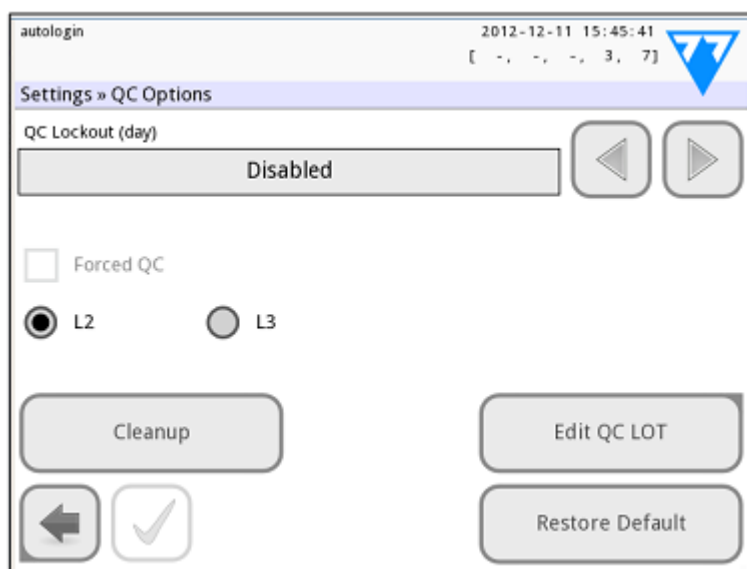 autologin 2012-12-11 15:45:41
[ -, -, -, 3, 7]
Settings » QC Options
QC Lockout (day)
Disabled
Forced QC
L2 L3
Cleanup Edit QC LOT
Restore Default